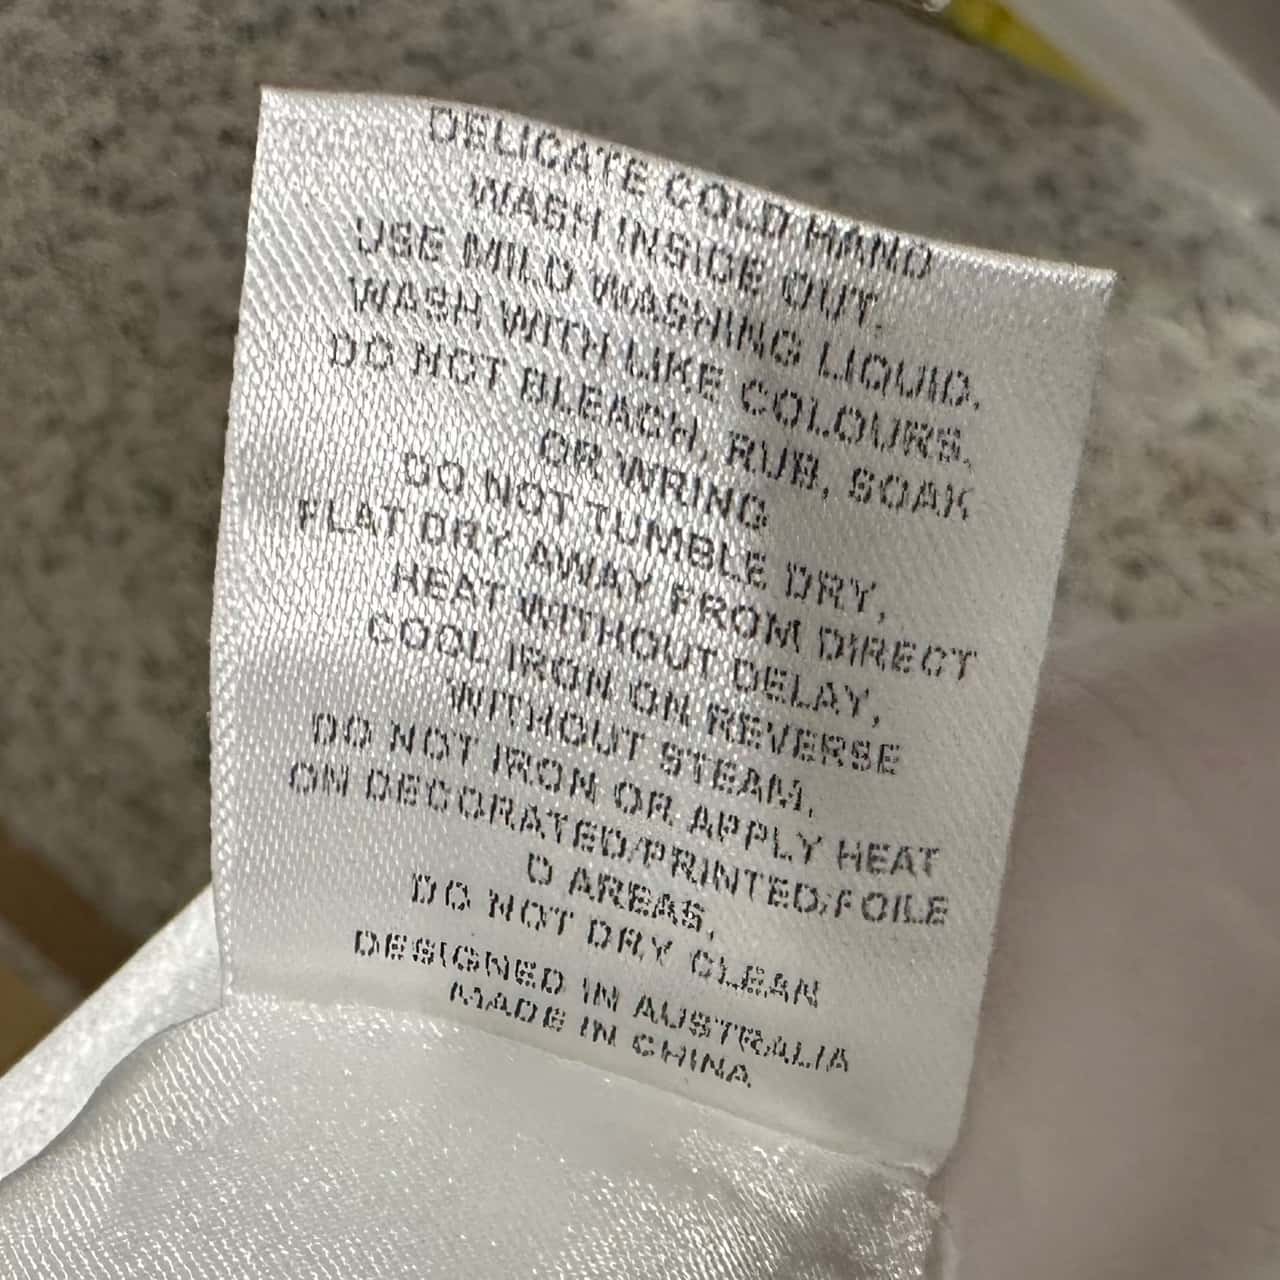 DELICATE COLD HAND
WASH INSIDE OUT.
USE MILD WASHING LIQUID.
WASH WITH LIKE COLOURS.
DO NOT BLEACH, RUB, SOAK
OR WRING
DO NOT TUMBLE DRY,
FLAT DRY AWAY FROM DIRECT
HEAT WITHOUT DELAY,
COOL IRON ON REVERSE
WITHOUT STEAM.
DO NOT IRON OR APPLY HEAT
ON DECORATED/PRINTED/FOILE
D AREAS.
DO NOT DRY CLEAN
DESIGNED IN AUSTRALIA
MADE IN CHINA